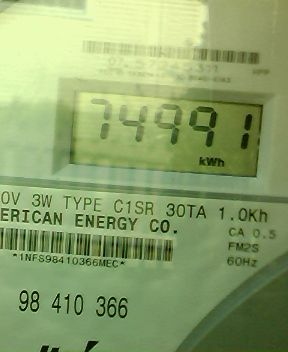 74991
kWh
0V 3W TYPE C1SR 30TA 1.0Kh
ERICAN ENERGY CO.
CA 0.5
FM2S
60Hz
*1NFS98410366MEC*
98 410 366